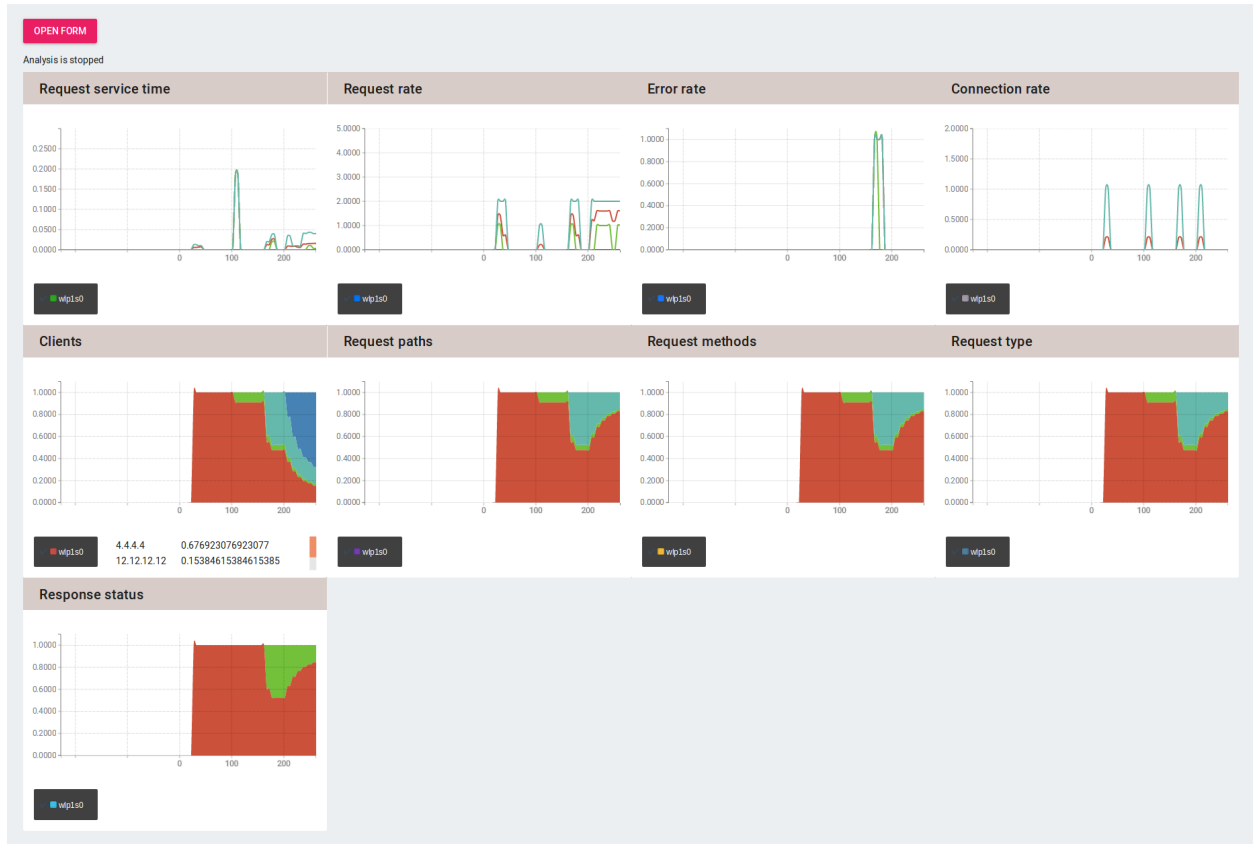 OPEN FORM
Analysis is stopped
Request service time
Request rate
Error rate
Connection rate
0.2500
0.2000
0.1500
0.1000
0.0500
0.0000
0 100 200
5.0000
4.0000
3.0000
2.0000
1.0000
0.0000
0 100 200
1.0000
0.8000
0.6000
0.4000
0.2000
0.0000
0 100 200
2.0000
1.5000
1.0000
0.5000
0.0000
0 100 200
wlp1s0
wlp1s0
wlp1s0
wlp1s0
Clients
Request paths
Request methods
Request type
1.0000
0.8000
0.6000
0.4000
0.2000
0.0000
0 100 200
1.0000
0.8000
0.6000
0.4000
0.2000
0.0000
0 100 200
1.0000
0.8000
0.6000
0.4000
0.2000
0.0000
0 100 200
1.0000
0.8000
0.6000
0.4000
0.2000
0.0000
0 100 200
wlp1s0
4.4.4.4 0.676923076923077
12.12.12.12 0.15384615384615385
wlp1s0
wlp1s0
wlp1s0
Response status
1.0000
0.8000
0.6000
0.4000
0.2000
0.0000
0 100 200
wlp1s0